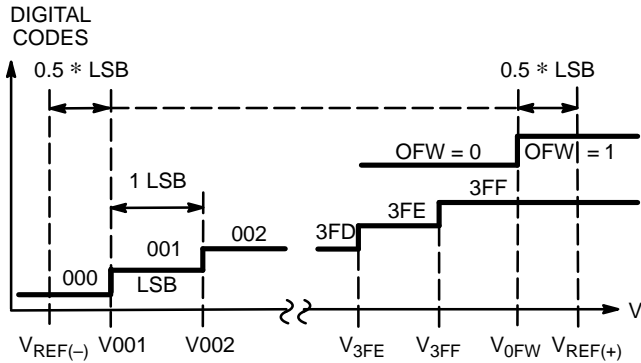 DIGITAL
CODES
0.5 * LSB
0.5 * LSB
OFW = 0
OFW = 1
1 LSB
3FF
3FE
3FD
002
001
000
LSB
V
VREF(–)
V001
V002
V3FE
V3FF
V0FW
VREF(+)